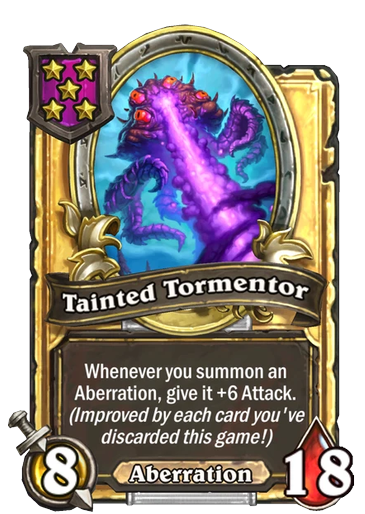 Tainted Tormentor
Whenever you summon an
Aberration, give it +6 Attack.
(Improved by each card you've
discarded this game!)
8
Aberration
18